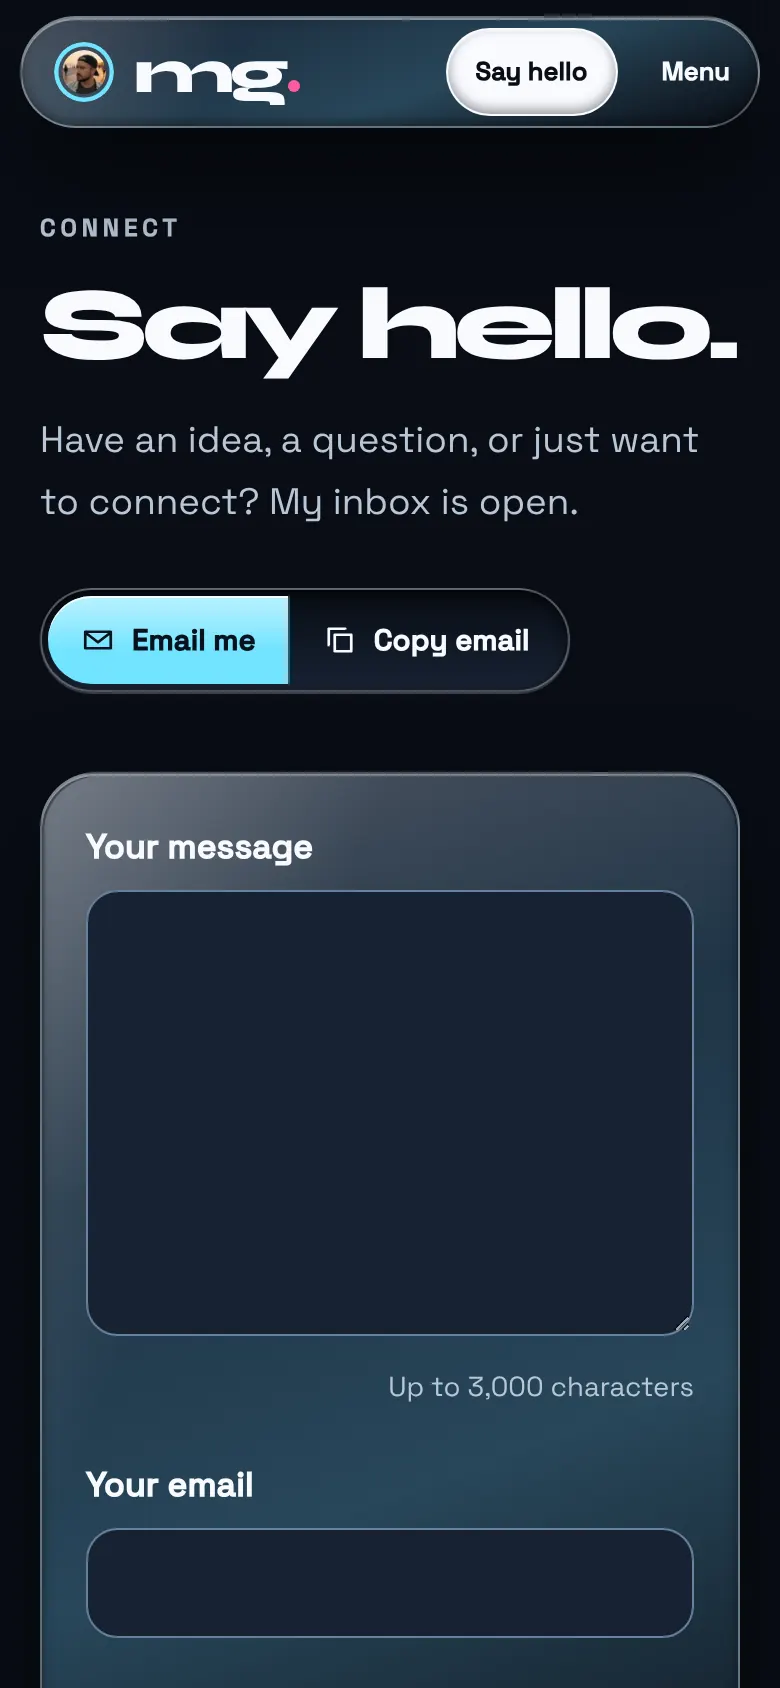 mg.
Say hello
Menu
CONNECT
Say hello.
Have an idea, a question, or just want
to connect? My inbox is open.
Email me
Copy email
Your message
Up to 3,000 characters
Your email